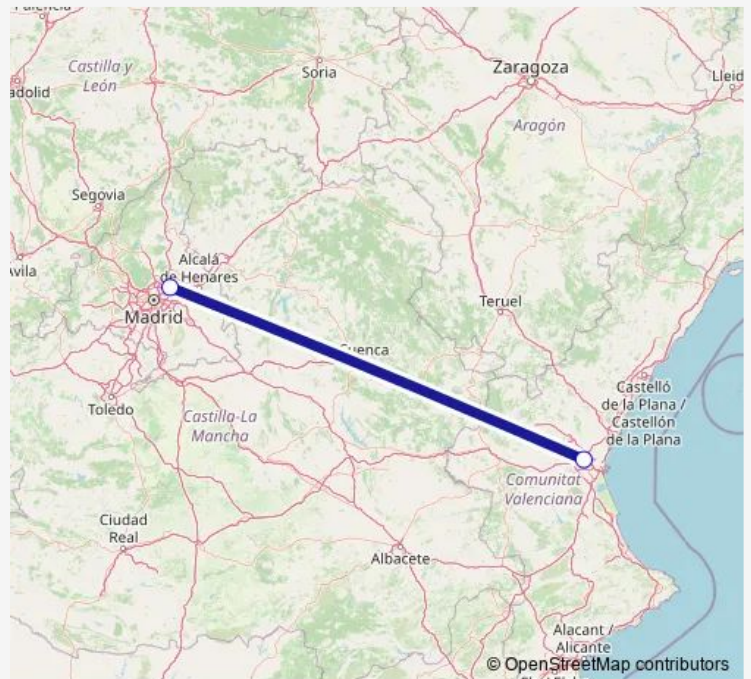 Castilla y
León
Soria
Zaragoza
Lleid
adolid
Aragón
Segovia
Alcalá
de Henares
vila
Madrid
Teruel
Cuenca
Toledo
Castilla-La
Mancha
Castelló
de la Plana /
Castellón
de la Plana
Comunitat
Valenciana
Ciudad
Real
Albacete
Alacant /
Alicante
© OpenStreetMap contributors